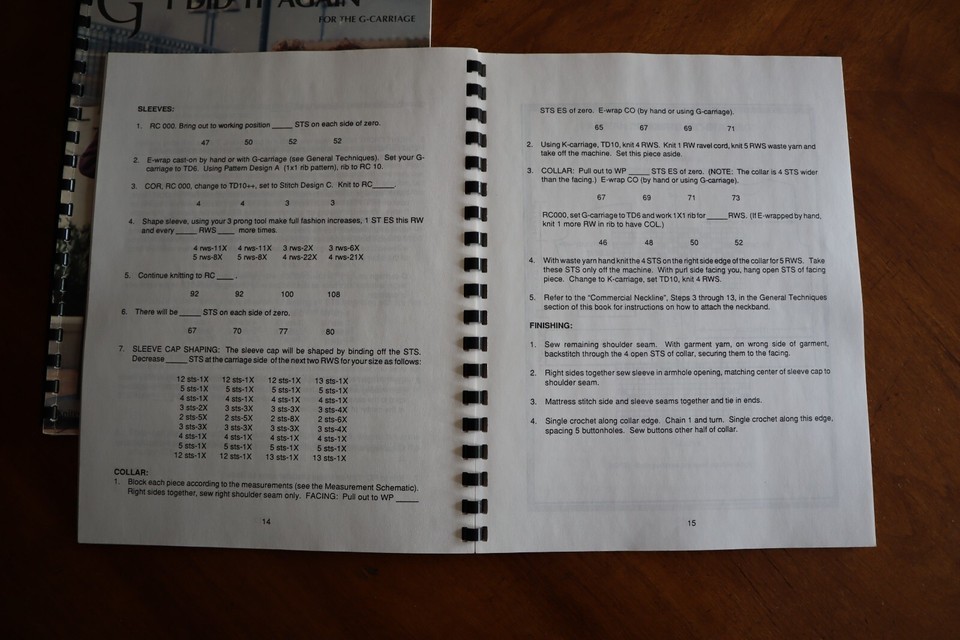 G I DID IT AGAIN
FOR THE G-CARRIAGE
SLEEVES:
1. RC 000. Bring out to working position _____ STS on each side of zero.
47 50 52 52
2. E-wrap cast-on by hand or with G-carriage (see General Techniques). Set your G-
carriage to TD6. Using Pattern Design A (1x1 rib pattern), rib to RC 10.
3. COR, RC 000, change to TD10++, set to Stitch Design C. Knit to RC_____.
4 4 3 3
4. Shape sleeve, using your 3 prong tool make full fashion increases, 1 ST ES this RW
and every _____ RWS ____ more times.
4 rws-11X 4 rws-11X 3 rws-2X 3 rws-6X
5 rws-8X 5 rws-8X 4 rws-22X 4 rws-21X
5. Continue knitting to RC ____ .
92 92 100 108
6. There will be _____ STS on each side of zero.
67 70 77 80
7. SLEEVE CAP SHAPING: The sleeve cap will be shaped by binding off the STS.
Decrease _____ STS at the carriage side of the next two RWS for your size as follows:
12 sts-1X 12 sts-1X 12 sts-1X 13 sts-1X
5 sts-1X 5 sts-1X 5 sts-1X 5 sts-1X
4 sts-1X 4 sts-1X 4 sts-1X 4 sts-1X
3 sts-2X 3 sts-3X 3 sts-3X 3 sts-4X
2 sts-5X 2 sts-5X 2 sts-8X 2 sts-6X
3 sts-3X 3 sts-3X 3 sts-3X 3 sts-4X
4 sts-1X 4 sts-1X 4 sts-1X 4 sts-1X
5 sts-1X 5 sts-1X 5 sts-1X 5 sts-1X
12 sts-1X 12 sts-1X 13 sts-1X 13 sts-1X
COLLAR:
1. Block each piece according to the measurements (see the Measurement Schematic).
Right sides together, sew right shoulder seam only. FACING: Pull out to WP _____
14
STS ES of zero. E-wrap CO (by hand or using G-carriage).
65 67 69 71
2. Using K-carriage, TD10, knit 4 RWS. Knit 1 RW ravel cord, knit 5 RWS waste yarn and
take off the machine. Set this piece aside.
3. COLLAR: Pull out to WP _____ STS ES of zero. (NOTE: The collar is 4 STS wider
than the facing.) E-wrap CO (by hand or using G-carriage).
67 69 71 73
RC000, set G-carriage to TD6 and work 1X1 rib for _____ RWS. (If E-wrapped by hand,
knit 1 more RW in rib to have COL.)
46 48 50 52
4. With waste yarn hand knit the 4 STS on the right side edge of the collar for 5 RWS. Take
these STS only off the machine. With purl side facing you, hang open STS of facing
piece. Change to K-carriage, set TD10, knit 4 RWS.
5. Refer to the "Commercial Neckline", Steps 3 through 13, in the General Techniques
section of this book for instructions on how to attach the neckband.
FINISHING:
1. Sew remaining shoulder seam. With garment yarn, on wrong side of garment,
backstitch through the 4 open STS of collar, securing them to the facing.
2. Right sides together sew sleeve in armhole opening, matching center of sleeve cap to
shoulder seam.
3. Mattress stitch side and sleeve seams together and tie in ends.
4. Single crochet along collar edge. Chain 1 and turn. Single crochet along this edge,
spacing 5 buttonholes. Sew buttons other half of collar.
15